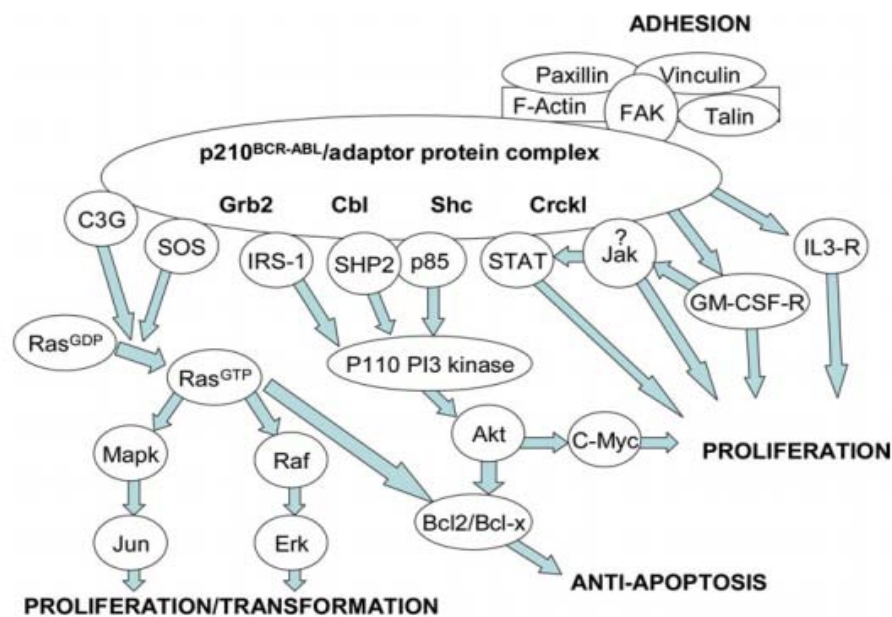 ADHESION
Paxillin
Vinculin
F-Actin
FAK
Talin
p210BCR-ABL/adaptor protein complex
Grb2
Cbl
Shc
Crckl
C3G
SOS
IRS-1
SHP2
p85
STAT
?
Jak
IL3-R
GM-CSF-R
RasGDP
RasGTP
P110 PI3 kinase
Mapk
Raf
Akt
C-Myc
PROLIFERATION
Jun
Erk
Bcl2/Bcl-x
ANTI-APOPTOSIS
PROLIFERATION/TRANSFORMATION